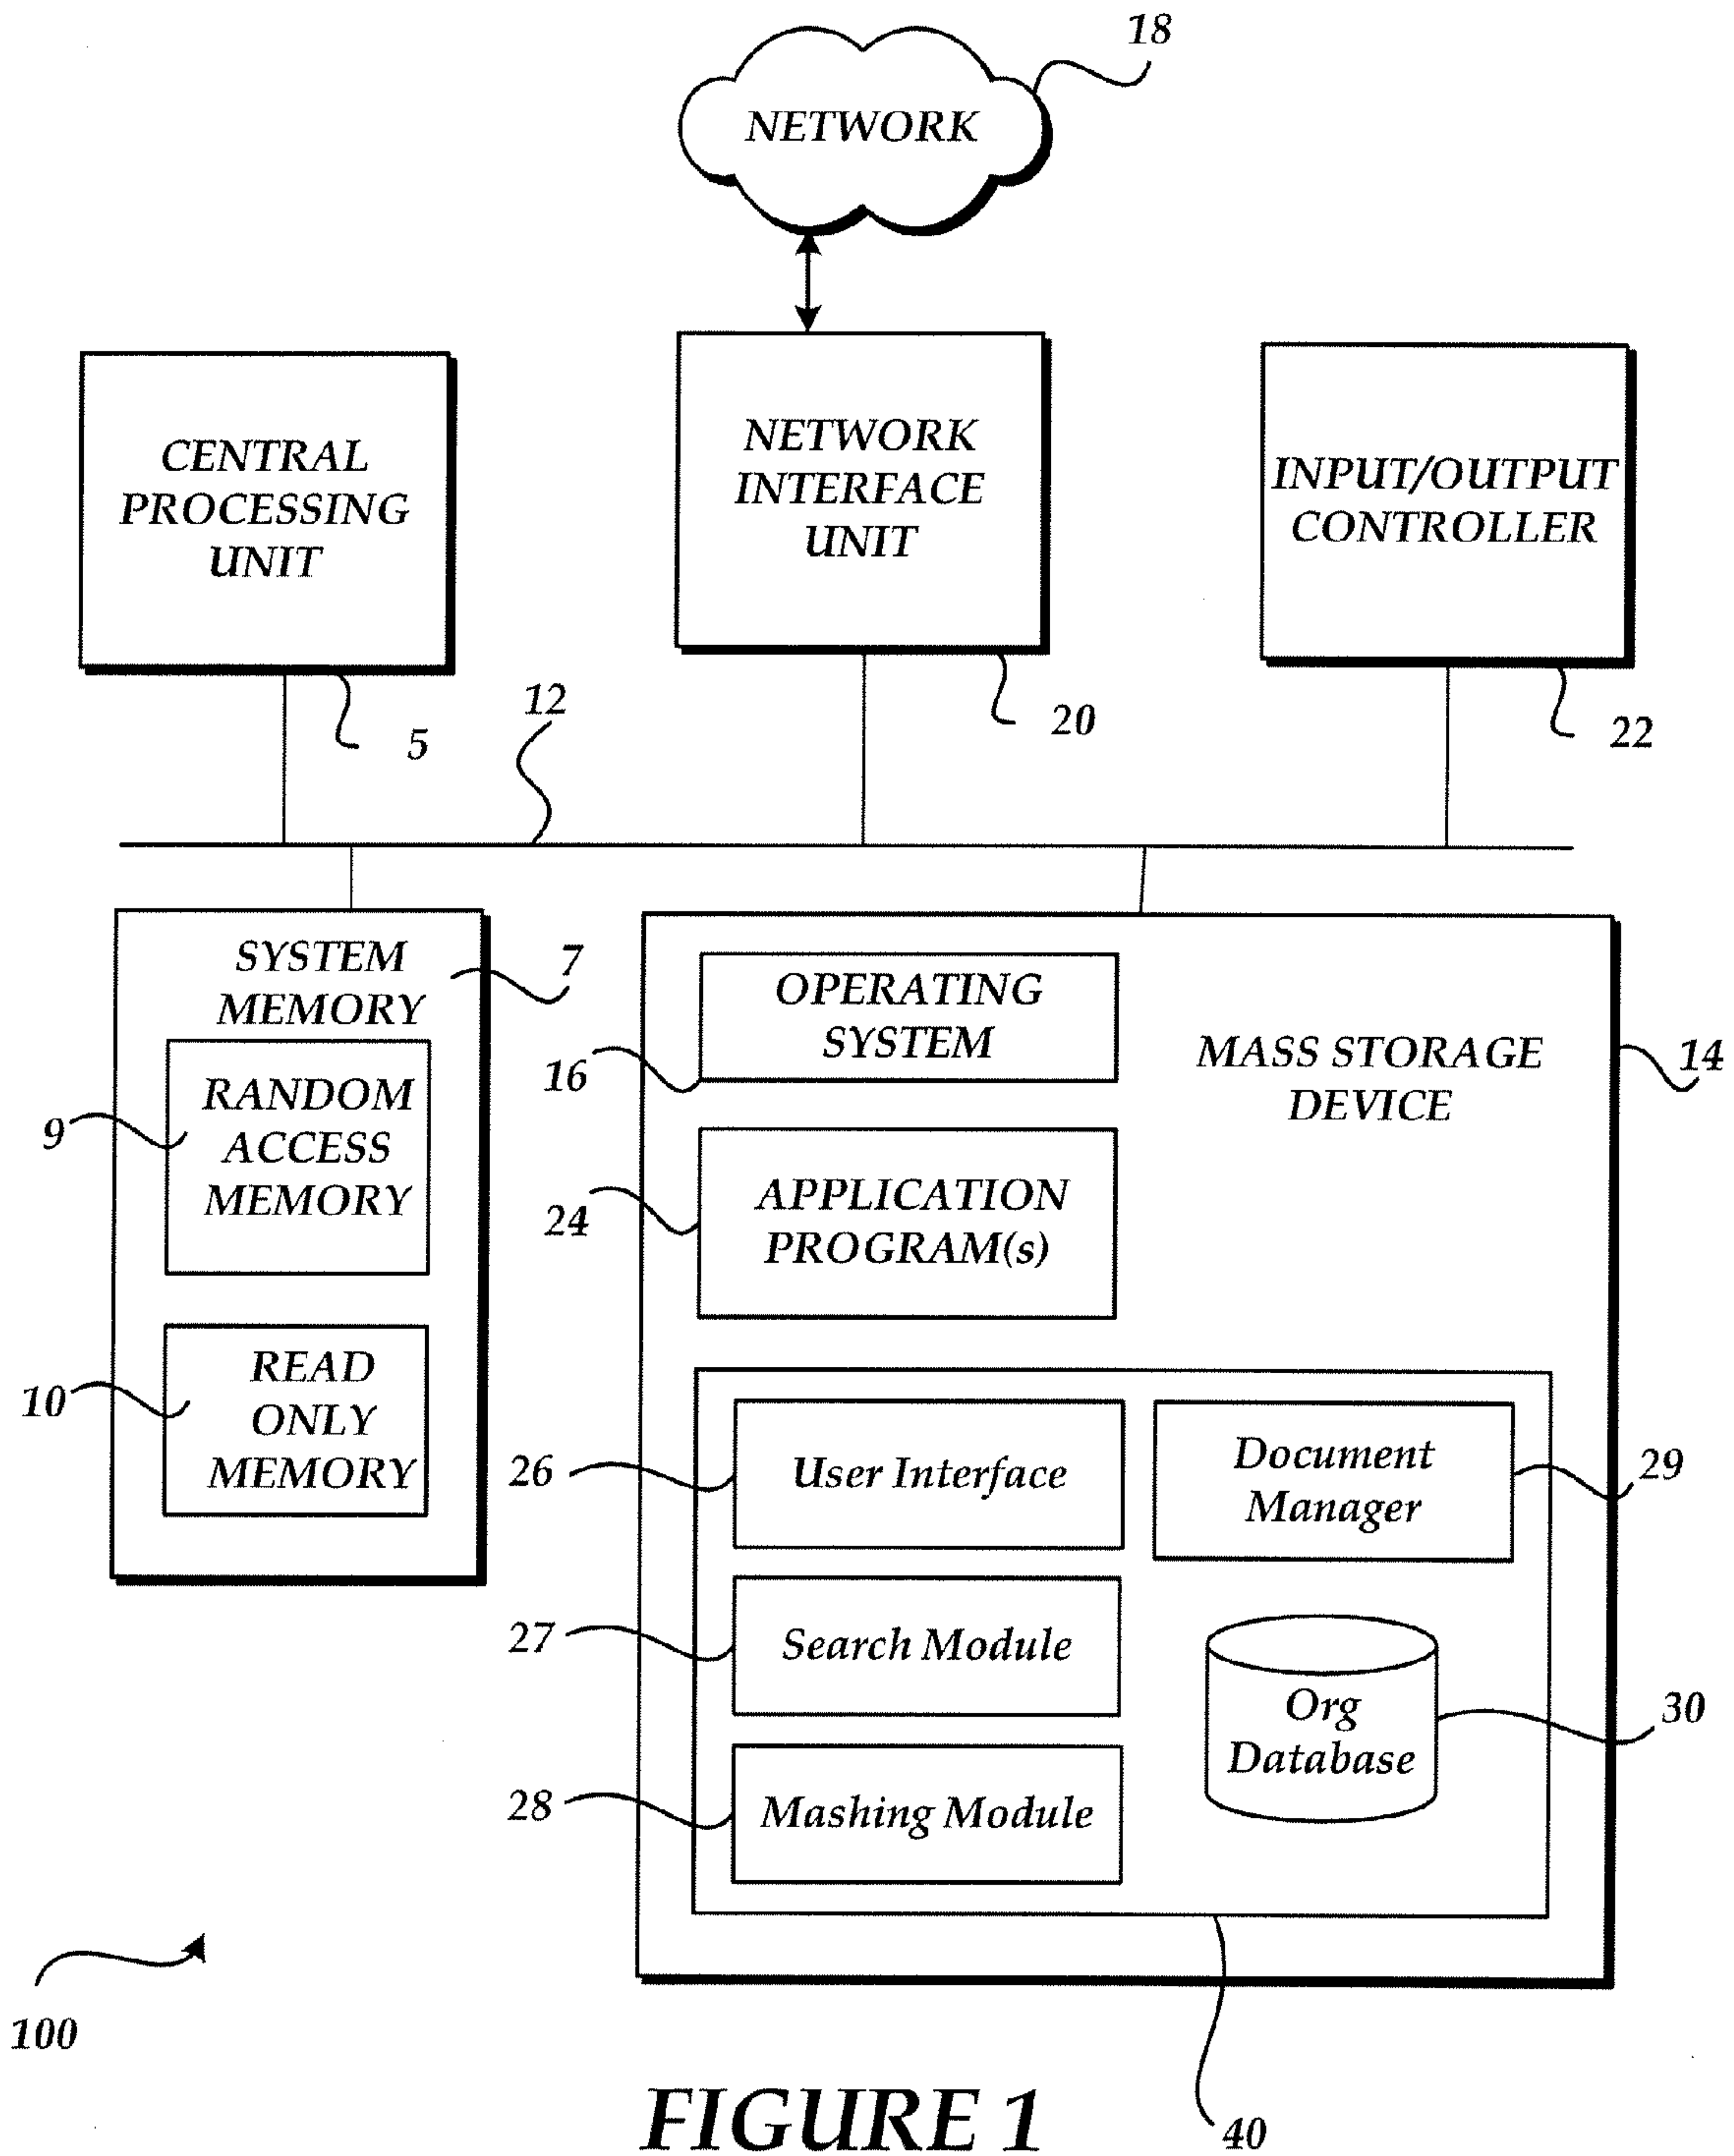 18
NETWORK
CENTRAL
PROCESSING
UNIT
NETWORK
INTERFACE
UNIT
INPUT/OUTPUT
CONTROLLER
5
12
20
22
SYSTEM
MEMORY
7
RANDOM
ACCESS
MEMORY
9
READ
ONLY
MEMORY
10
OPERATING
SYSTEM
16
MASS STORAGE
DEVICE
14
APPLICATION
PROGRAM(s)
24
User Interface
26
Document
Manager
29
Search Module
27
Org
Database
30
Mashing Module
28
100
40
FIGURE 1